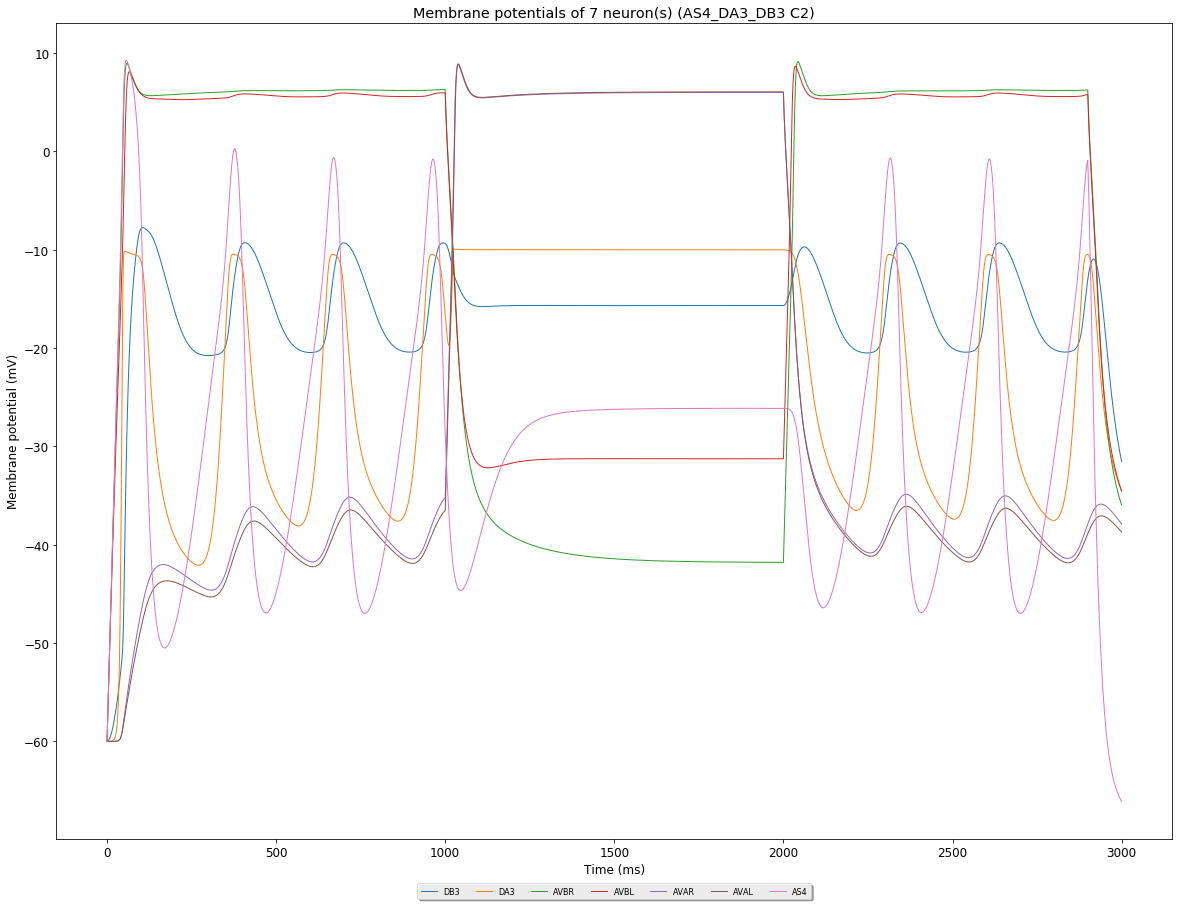 Membrane potentials of 7 neuron(s) (AS4_DA3_DB3 C2)
10
0
−10
−20
−30
−40
−50
−60
Membrane potential (mV)
0 500 1000 1500 2000 2500 3000
Time (ms)
DB3 DA3 AVBR AVBL AVAR AVAL AS4